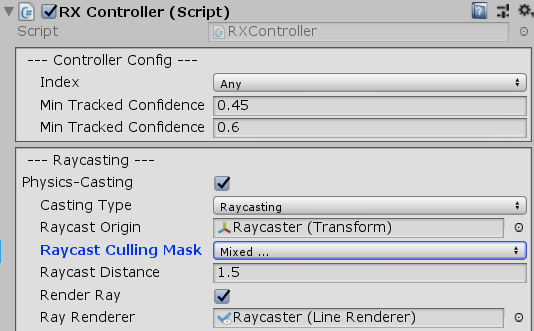 RX Controller (Script)
Script RXController
--- Controller Config ---
Index Any
Min Tracked Confidence 0.45
Min Tracked Confidence 0.6
--- Raycasting ---
Physics-Casting
Casting Type Raycasting
Raycast Origin Raycaster (Transform)
Raycast Culling Mask Mixed ...
Raycast Distance 1.5
Render Ray
Ray Renderer Raycaster (Line Renderer)